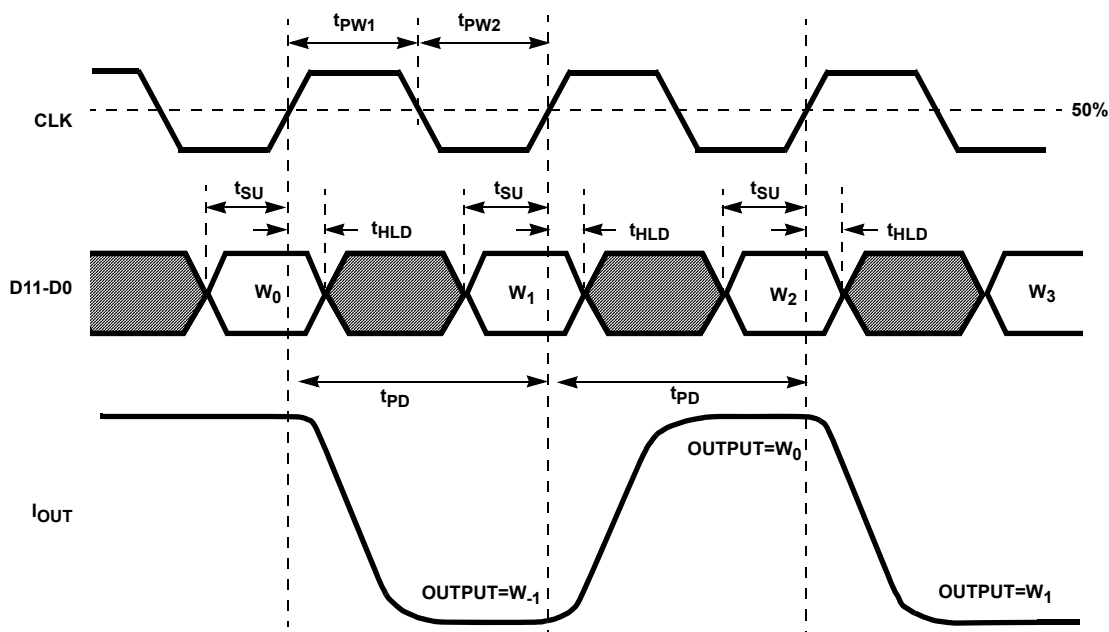 tPW1 tPW2
CLK 50%
tSU tSU tSU
tHLD tHLD tHLD
D11-D0 W0 W1 W2 W3
tPD tPD
OUTPUT=W0
IOUT
OUTPUT=W-1 OUTPUT=W1